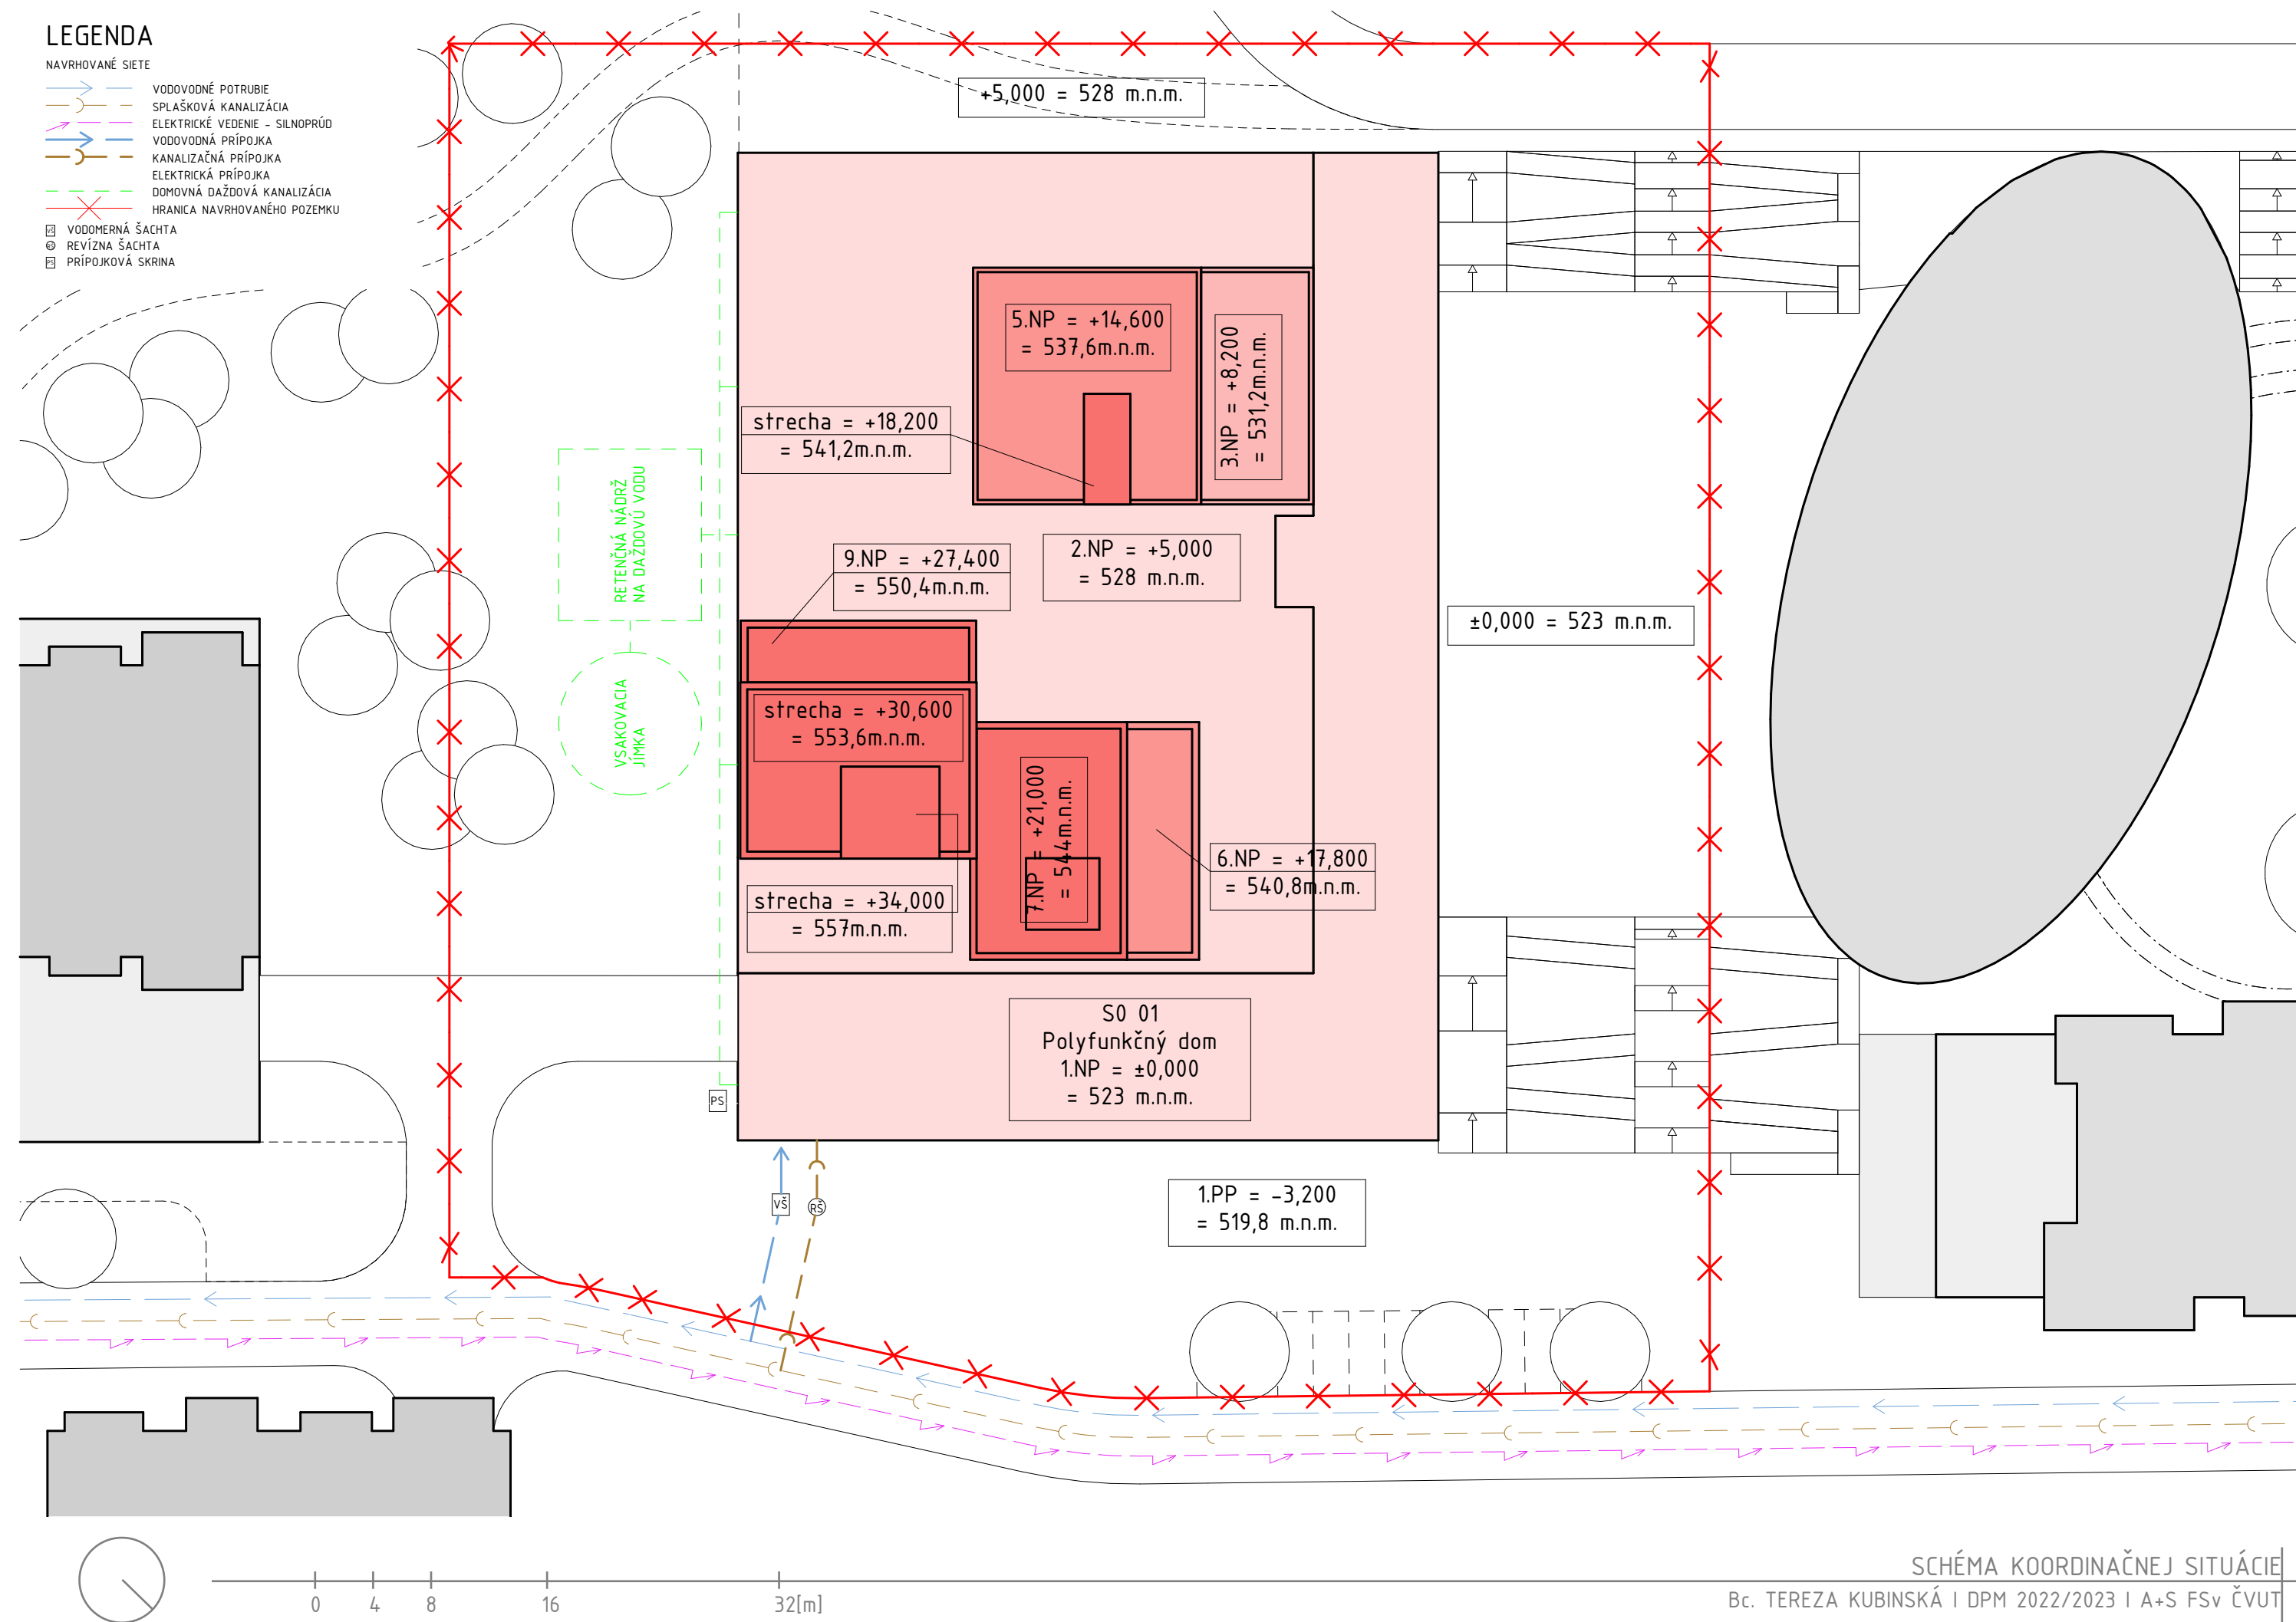 LEGENDA
NAVRHOVANÉ SIETE
VODOVODNÉ POTRUBIE
SPLAŠKOVÁ KANALIZÁCIA
ELEKTRICKÉ VEDENIE - SILNOPRÚD
VODOVODNÁ PRÍPOJKA
KANALIZAČNÁ PRÍPOJKA
ELEKTRICKÁ PRÍPOJKA
DOMOVNÁ DAŽDOVÁ KANALIZÁCIA
HRANICA NAVRHOVANÉHO POZEMKU
VŠ VODOMERNÁ ŠACHTA
RŠ REVÍZNA ŠACHTA
PS PRÍPOJKOVÁ SKRINA
+5,000 = 528 m.n.m.
5.NP = +14,600
= 537,6m.n.m.
3.NP = +8,200
= 531,2m.n.m.
strecha = +18,200
= 541,2m.n.m.
RETENČNÁ NÁDRŽ
NA DAŽDOVÚ VODU
9.NP = +27,400
= 550,4m.n.m.
2.NP = +5,000
= 528 m.n.m.
±0,000 = 523 m.n.m.
VSAKOVACIA
JÍMKA
strecha = +30,600
= 553,6m.n.m.
7.NP = +21,000
= 544m.n.m.
6.NP = +17,800
= 540,8m.n.m.
strecha = +34,000
= 557m.n.m.
SO 01
Polyfunkčný dom
1.NP = ±0,000
= 523 m.n.m.
PS
VŠ
RŠ
1.PP = -3,200
= 519,8 m.n.m.
0 4 8 16 32[m]
SCHÉMA KOORDINAČNEJ SITUÁCIE
Bc. TEREZA KUBINSKÁ | DPM 2022/2023 | A+S FSv ČVUT